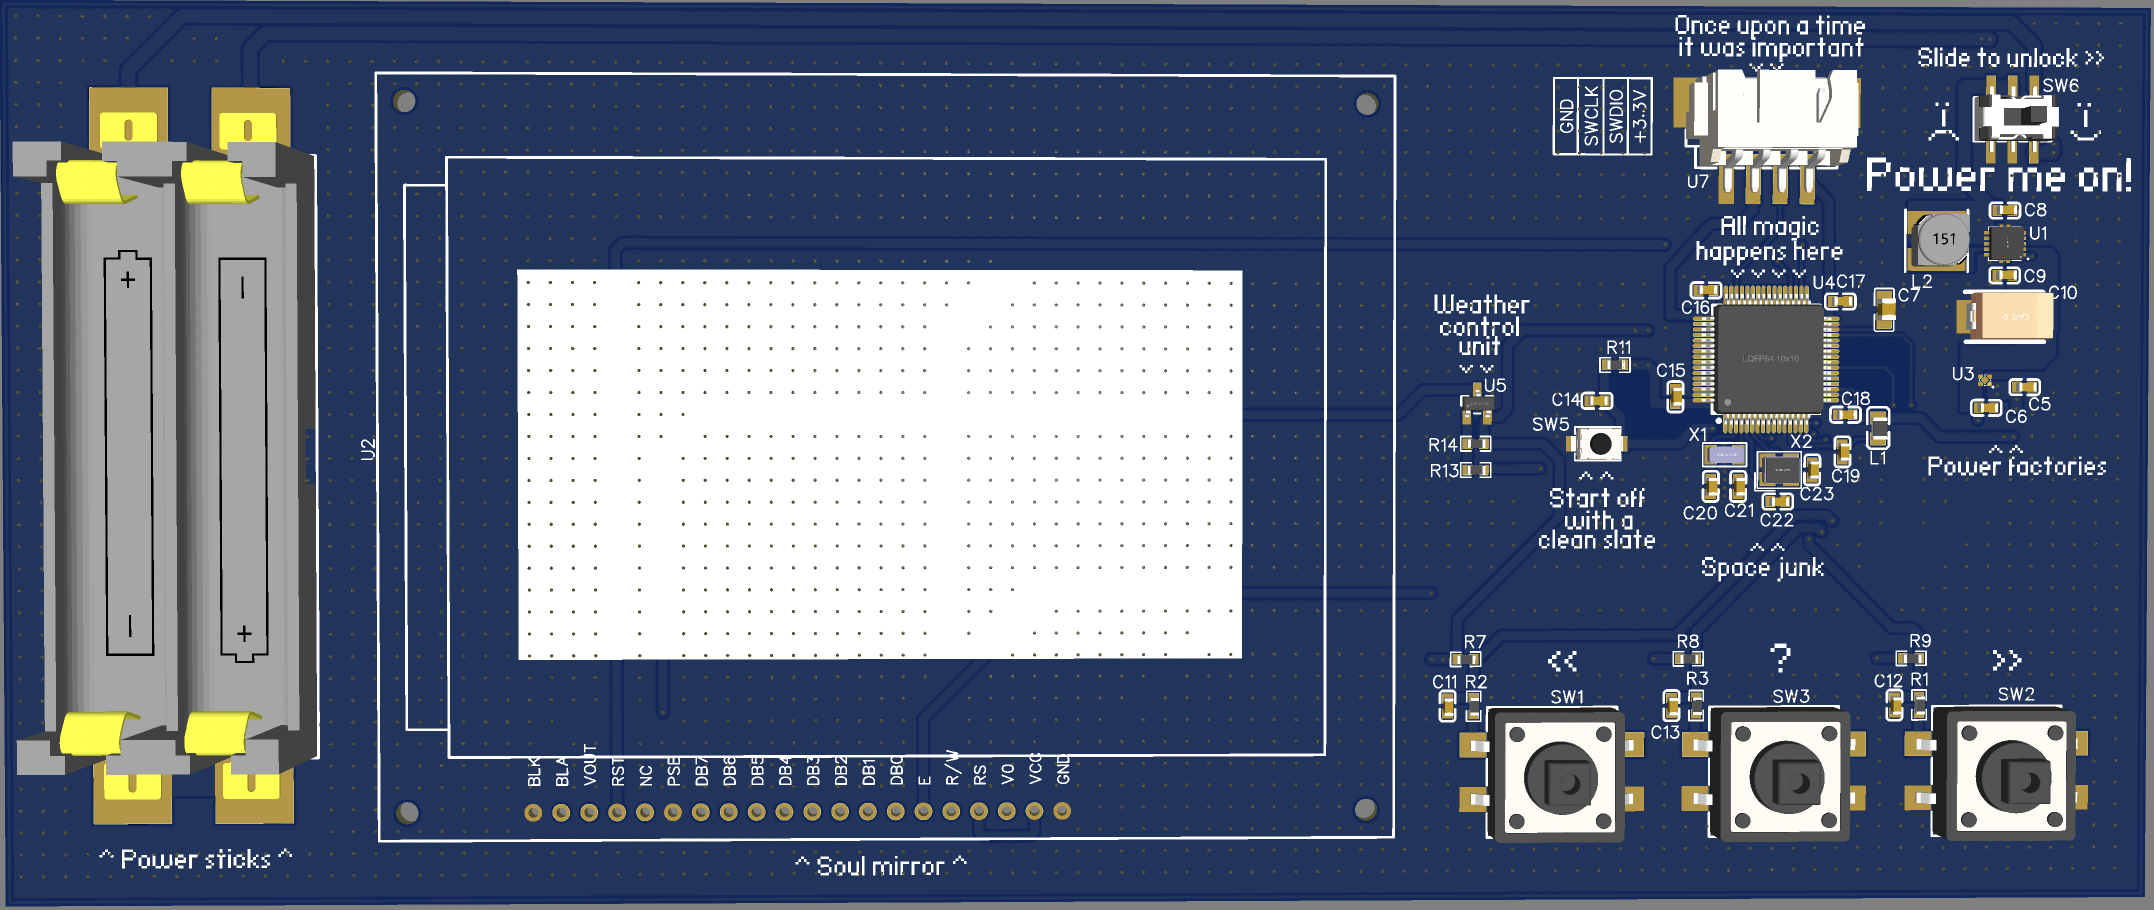 Once upon a time
it was important
Slide to unlock >>
SW6
GND
SWCLK
SWDIO
+3.3V
U7
Power me on!
C8
U1
C9
151
L2
C10
All magic
happens here
U4
C17
C16
C7
LQFP64 10x10
Weather
control
unit
U5
R14
R13
R11
C14
SW5
C15
U3
C5
C6
C18
L1
C19
X1
X2
C20
C21
C22
C23
^ ^
Power factories
^ ^
Start off
with a
clean slate
^ ^
Space junk
U2
+
+
R7
<<
R8
?
R9
>>
C11
R2
SW1
C13
R3
SW3
C12
R1
SW2
BLK
BLA
VOUT
RST
NC
PSB
DB7
DB6
DB5
DB4
DB3
DB2
DB1
DB0
E
R/W
RS
V0
VCC
GND
^ Power sticks ^
^ Soul mirror ^